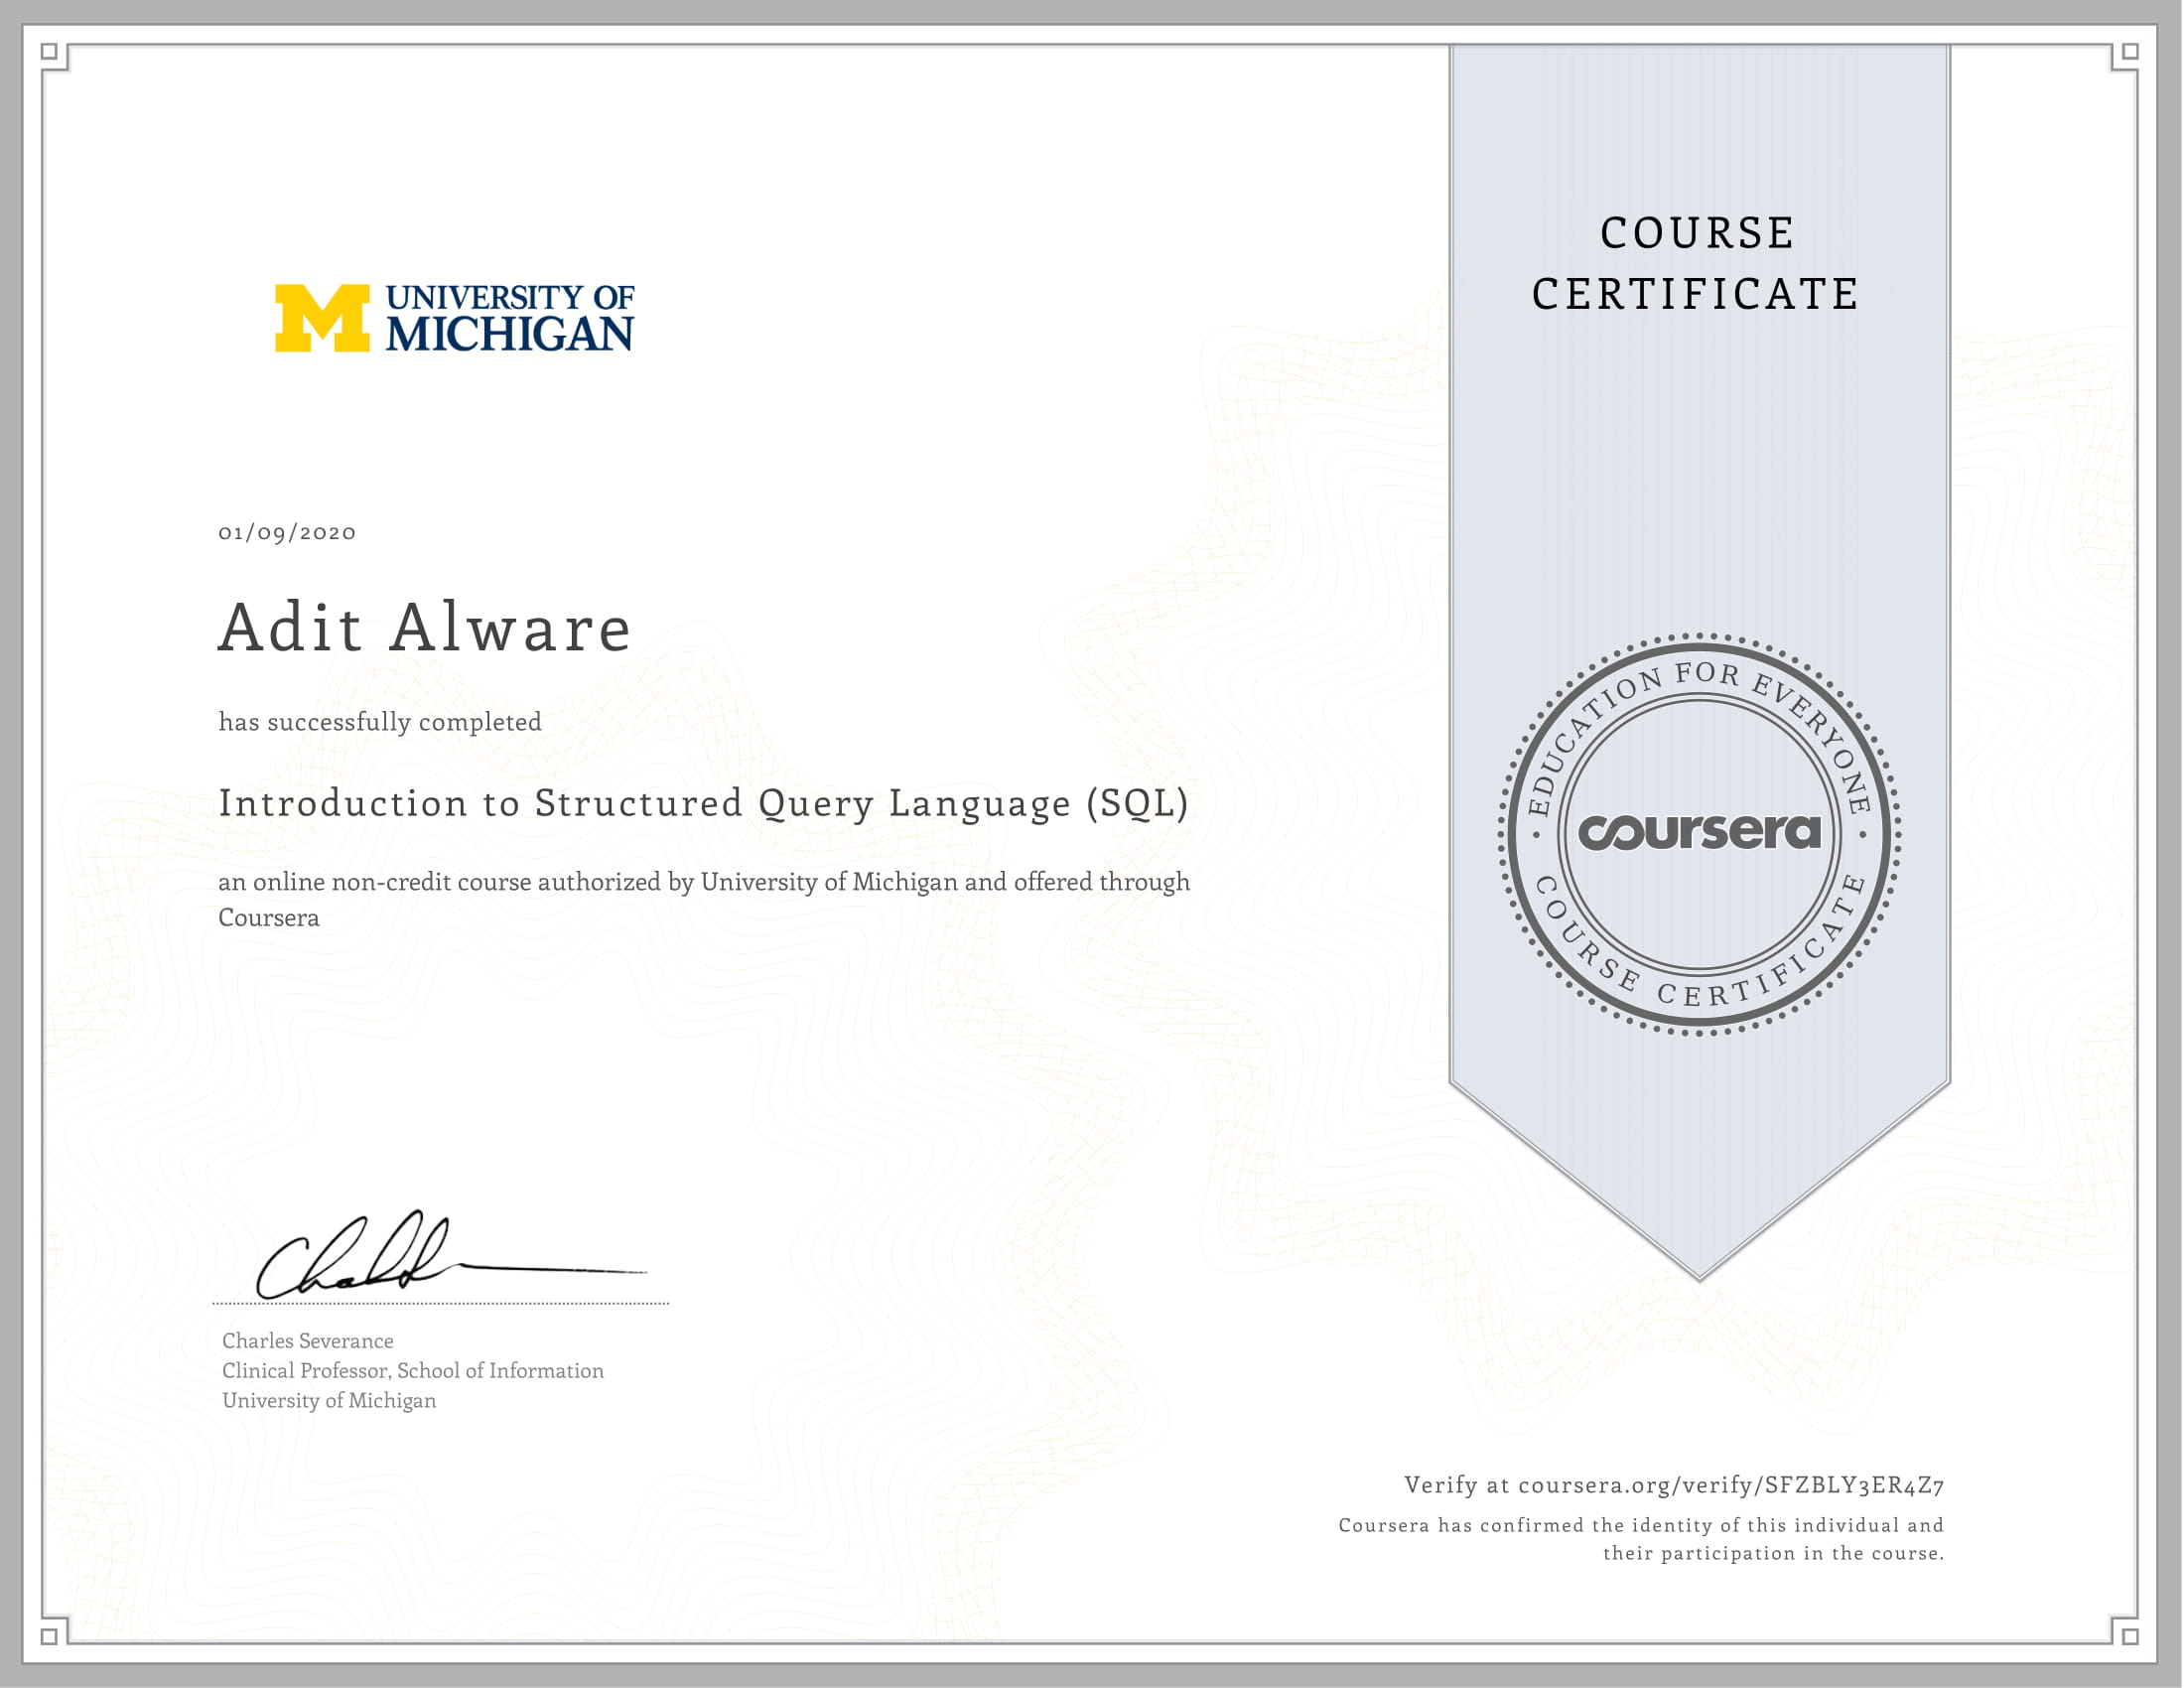 UNIVERSITY OF
MICHIGAN
COURSE
CERTIFICATE
01/09/2020
Adit Alware
has successfully completed
Introduction to Structured Query Language (SQL)
an online non-credit course authorized by University of Michigan and offered through
Coursera
EDUCATION FOR EVERYONE
coursera
COURSE CERTIFICATE
Charles Severance
Clinical Professor, School of Information
University of Michigan
Verify at coursera.org/verify/SFZBLY3ER4Z7
Coursera has confirmed the identity of this individual and
their participation in the course.